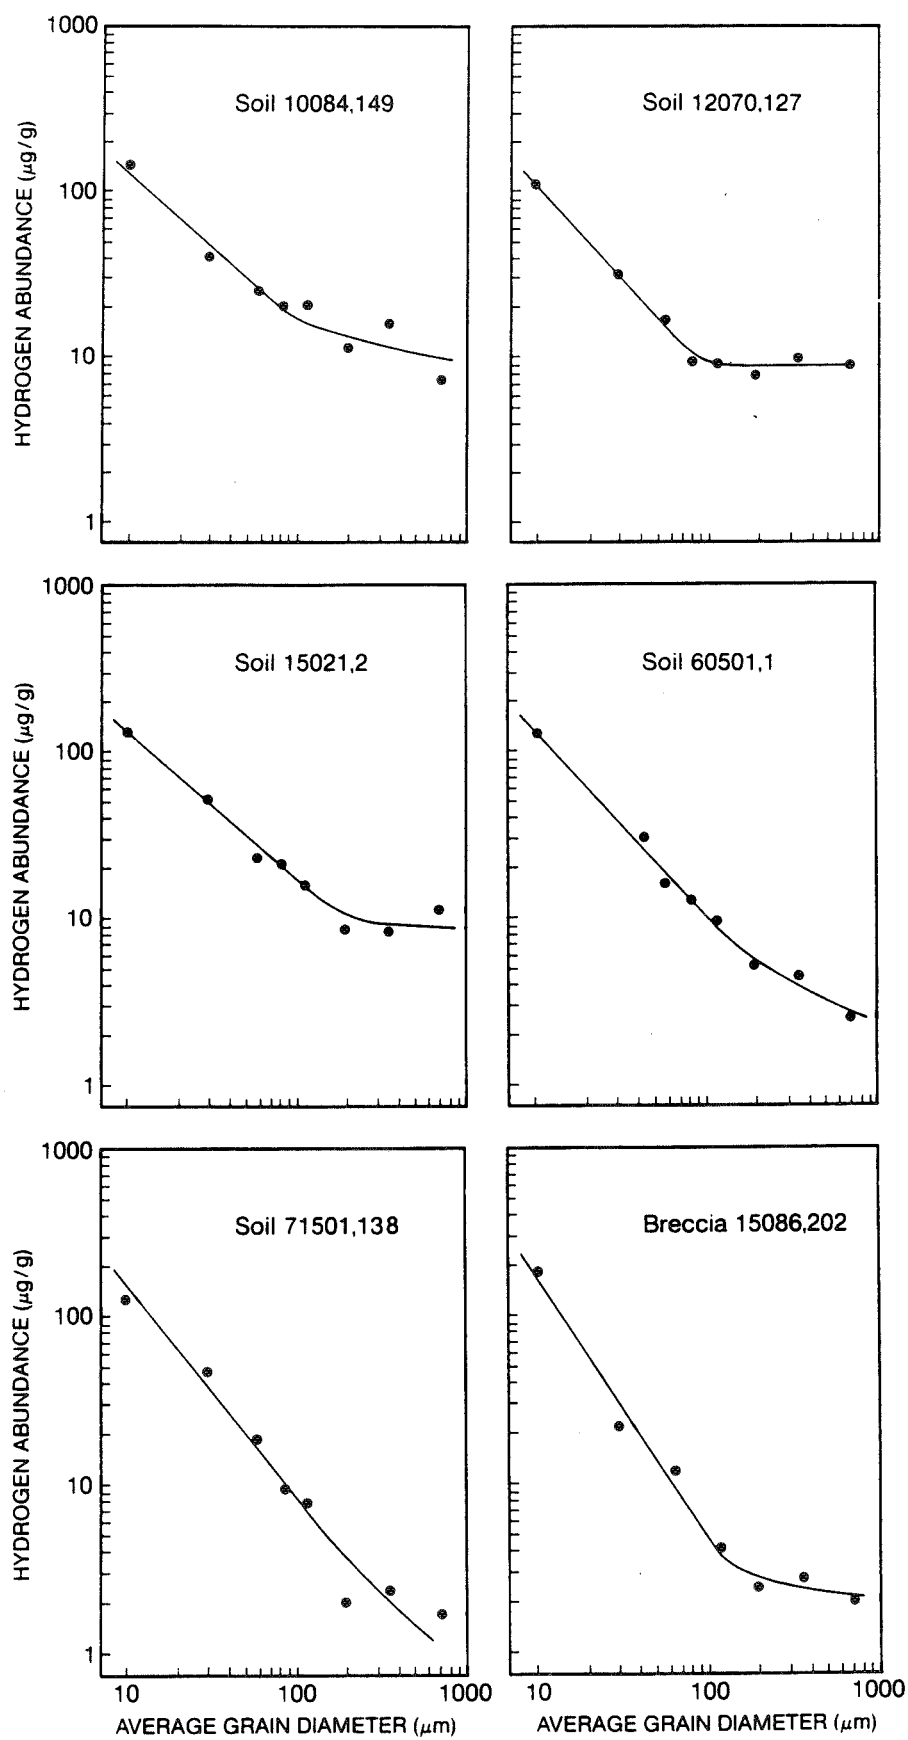 1000
100
10
1
HYDROGEN ABUNDANCE (μg/g)
Soil 10084,149
Soil 12070,127
1000
100
10
1
HYDROGEN ABUNDANCE (μg/g)
Soil 15021,2
Soil 60501,1
1000
100
10
1
HYDROGEN ABUNDANCE (μg/g)
Soil 71501,138
Breccia 15086,202
10 100 1000
10 100 1000
AVERAGE GRAIN DIAMETER (μm)
AVERAGE GRAIN DIAMETER (μm)